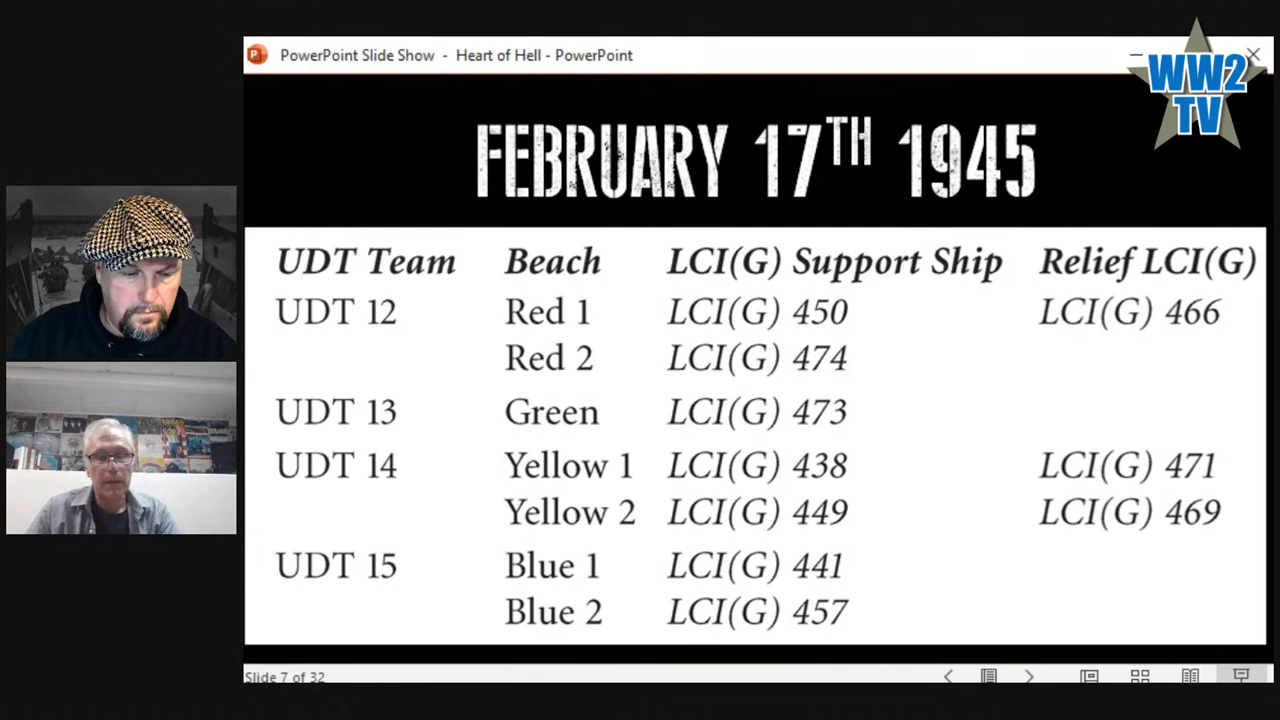 PowerPoint Slide Show - Heart of Hell - PowerPoint
WW2
TV
FEBRUARY 17TH 1945
UDT Team Beach LCI(G) Support Ship Relief LCI(G)
UDT 12 Red 1 LCI(G) 450 LCI(G) 466
Red 2 LCI(G) 474
UDT 13 Green LCI(G) 473
UDT 14 Yellow 1 LCI(G) 438 LCI(G) 471
Yellow 2 LCI(G) 449 LCI(G) 469
UDT 15 Blue 1 LCI(G) 441
Blue 2 LCI(G) 457
Slide 7 of 32